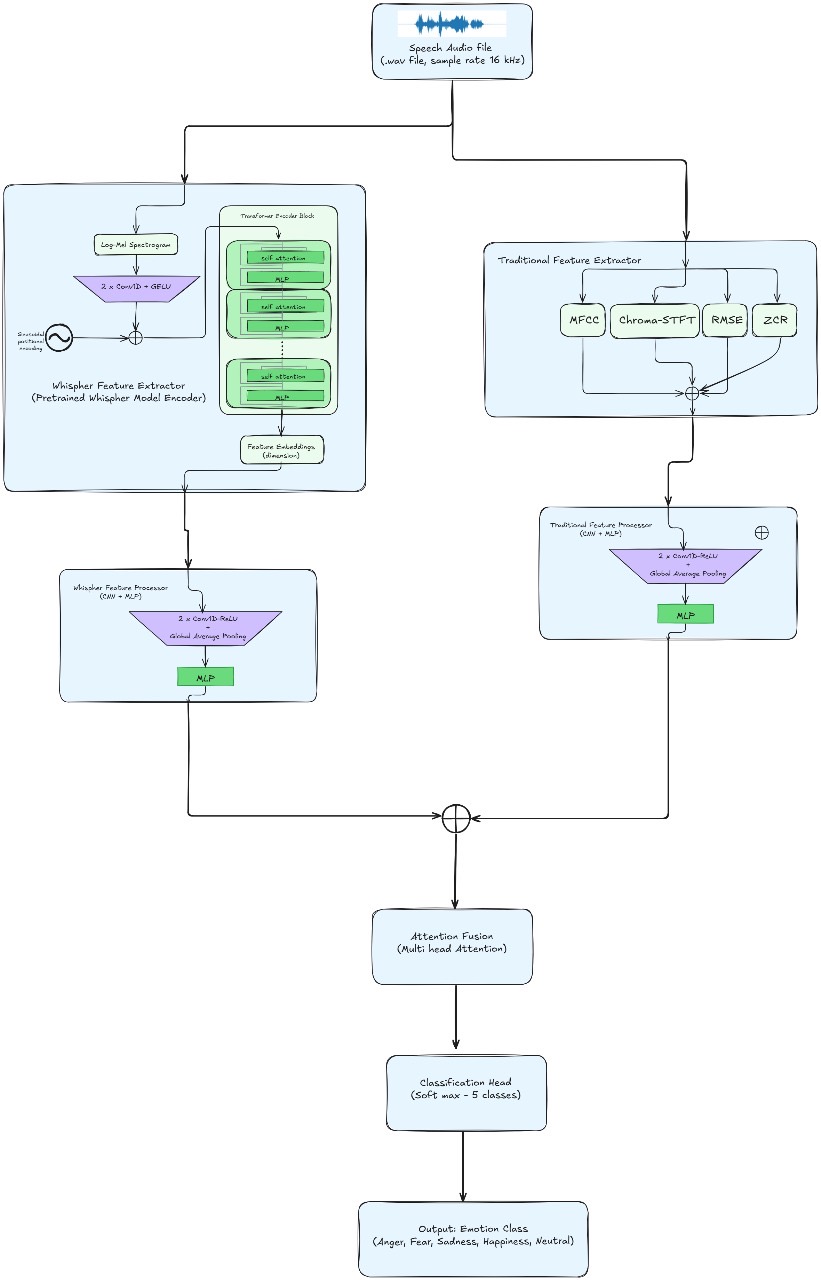 Speech Audio file
(.wav file, sample rate 16 kHz)
Transformer Encoder Block
Log-Mel Spectrogram
self attention
MLP
2 x Conv1D + GELU
self attention
MLP
Sinusoidal
positional
encoding
self attention
MLP
Whispher Feature Extractor
(Pretrained Whispher Model Encoder)
Feature Embeddings
(dimension)
Traditional Feature Extractor
MFCC
Chroma-STFT
RMSE
ZCR
Traditional Feature Processor
(CNN + MLP)
2 x Conv1D-ReLU
+
Global Average Pooling
MLP
Whispher Feature Processor
(CNN + MLP)
2 x Conv1D-ReLU
+
Global Average Pooling
MLP
Attention Fusion
(Multi head Attention)
Classification Head
(Soft max - 5 classes)
Output: Emotion Class
(Anger, Fear, Sadness, Happiness, Neutral)